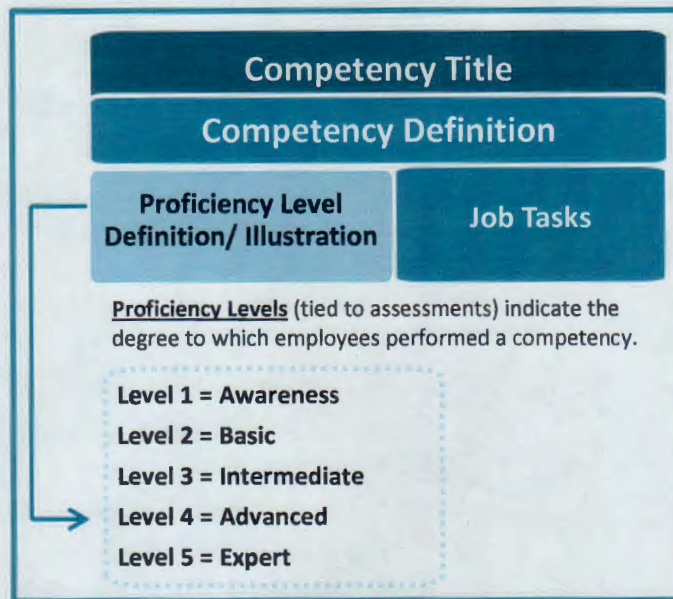 Competency Title
Competency Definition
Proficiency Level
Definition/ Illustration
Job Tasks
Proficiency Levels (tied to assessments) indicate the
degree to which employees performed a competency.
Level 1 = Awareness
Level 2 = Basic
Level 3 = Intermediate
Level 4 = Advanced
Level 5 = Expert